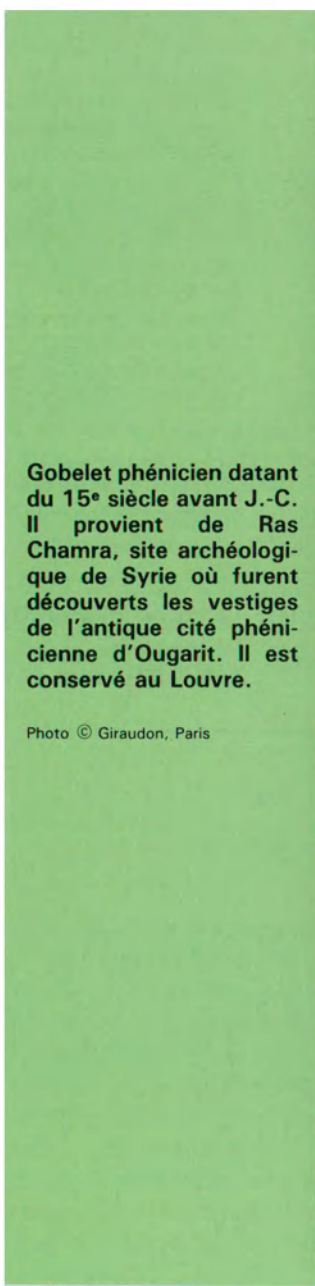 Gobelet phénicien datant
du 15ᵉ siècle avant J.-C.
Il provient de Ras
Chamra, site archéologi-
que de Syrie où furent
découverts les vestiges
de l'antique cité phéni-
cienne d'Ougarit. Il est
conservé au Louvre.
Photo © Giraudon, Paris